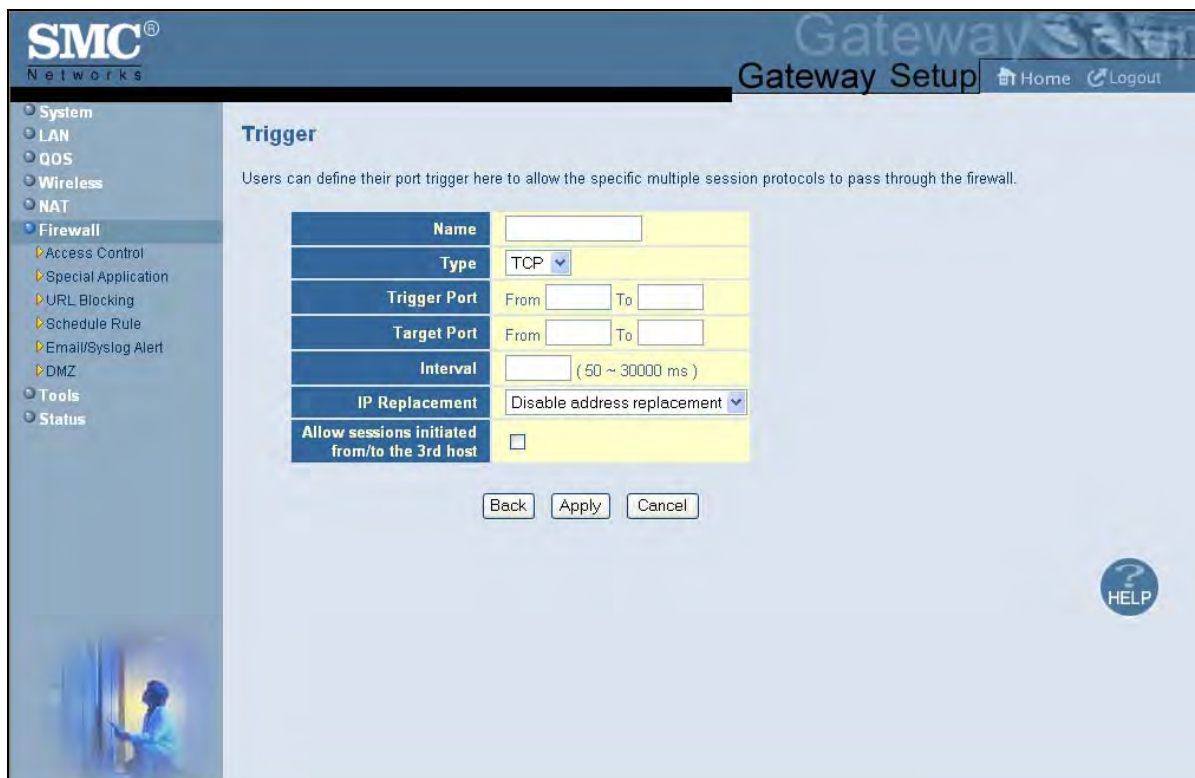 SMC®
Networks
Gateway Setup
Gateway Setup
Home
Logout
System
LAN
QOS
Wireless
NAT
Firewall
Access Control
Special Application
URL Blocking
Schedule Rule
Email/Syslog Alert
DMZ
Tools
Status
Trigger
Users can define their port trigger here to allow the specific multiple session protocols to pass through the firewall.
Name
Type TCP
Trigger Port From To
Target Port From To
Interval ( 50 ~ 30000 ms )
IP Replacement Disable address replacement
Allow sessions initiated
from/to the 3rd host
Back Apply Cancel
?
HELP